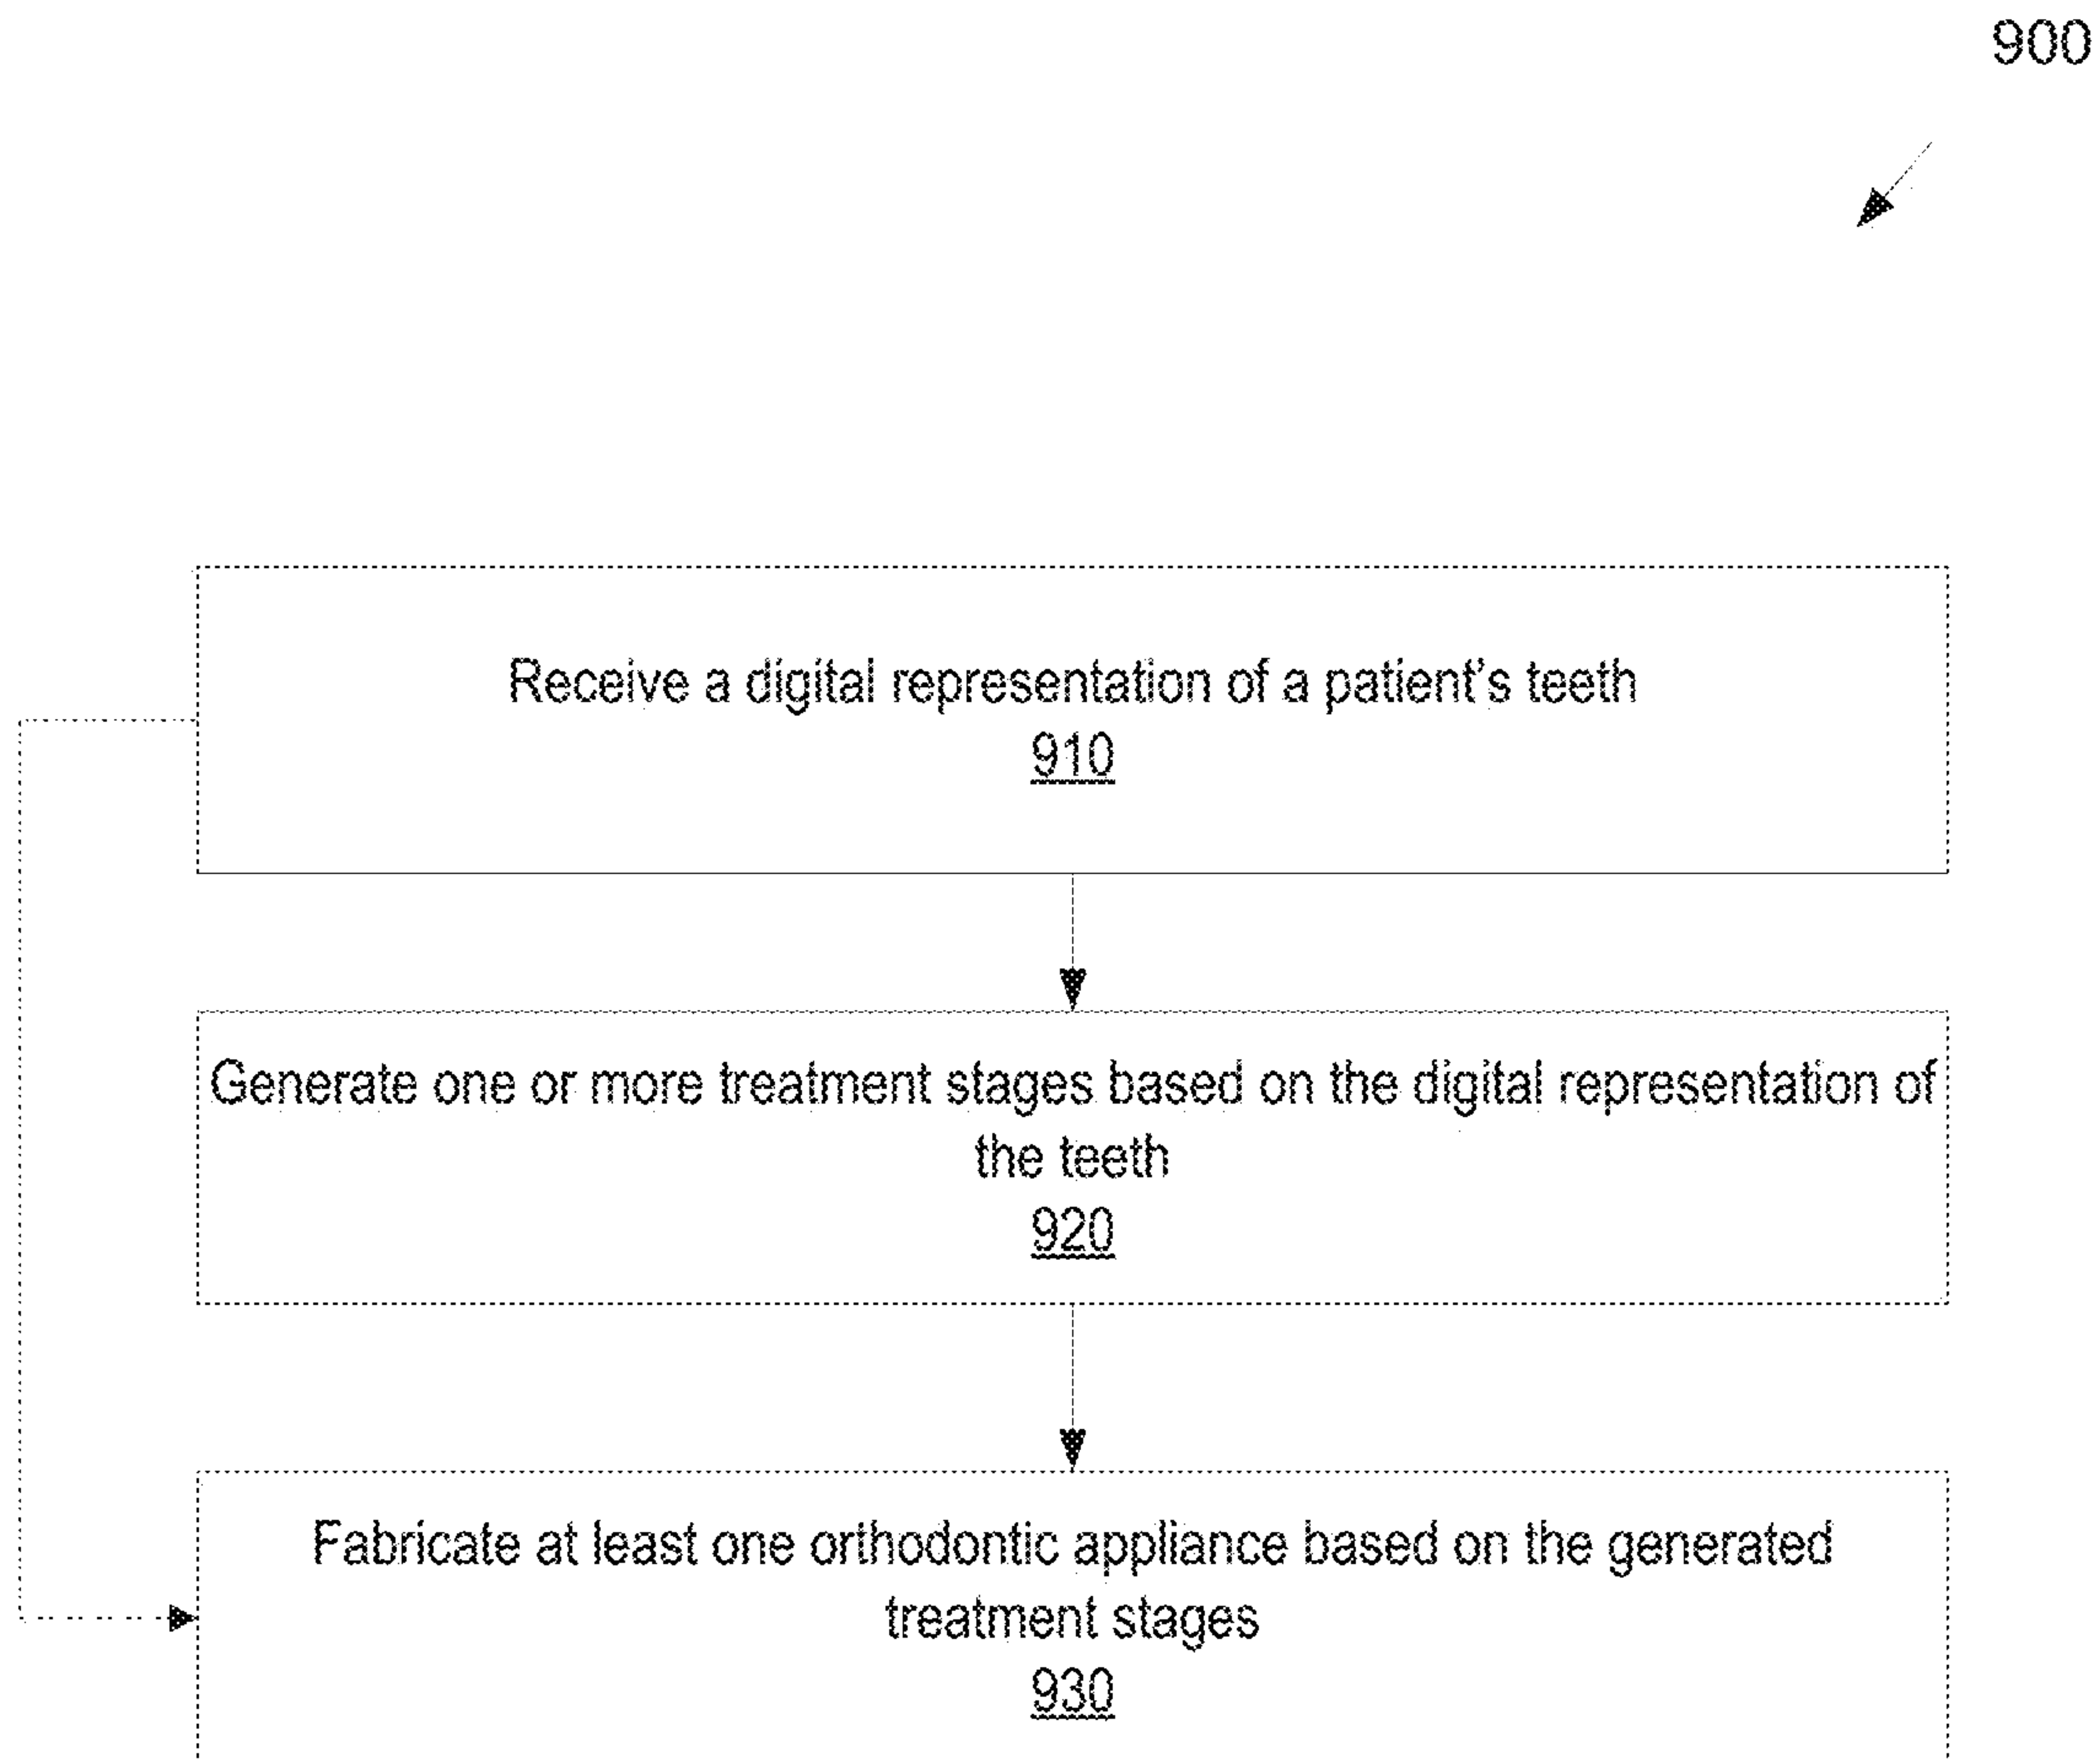 900
Receive a digital representation of a patient's teeth
910
Generate one or more treatment stages based on the digital representation of
the teeth
920
Fabricate at least one orthodontic appliance based on the generated
treatment stages
930